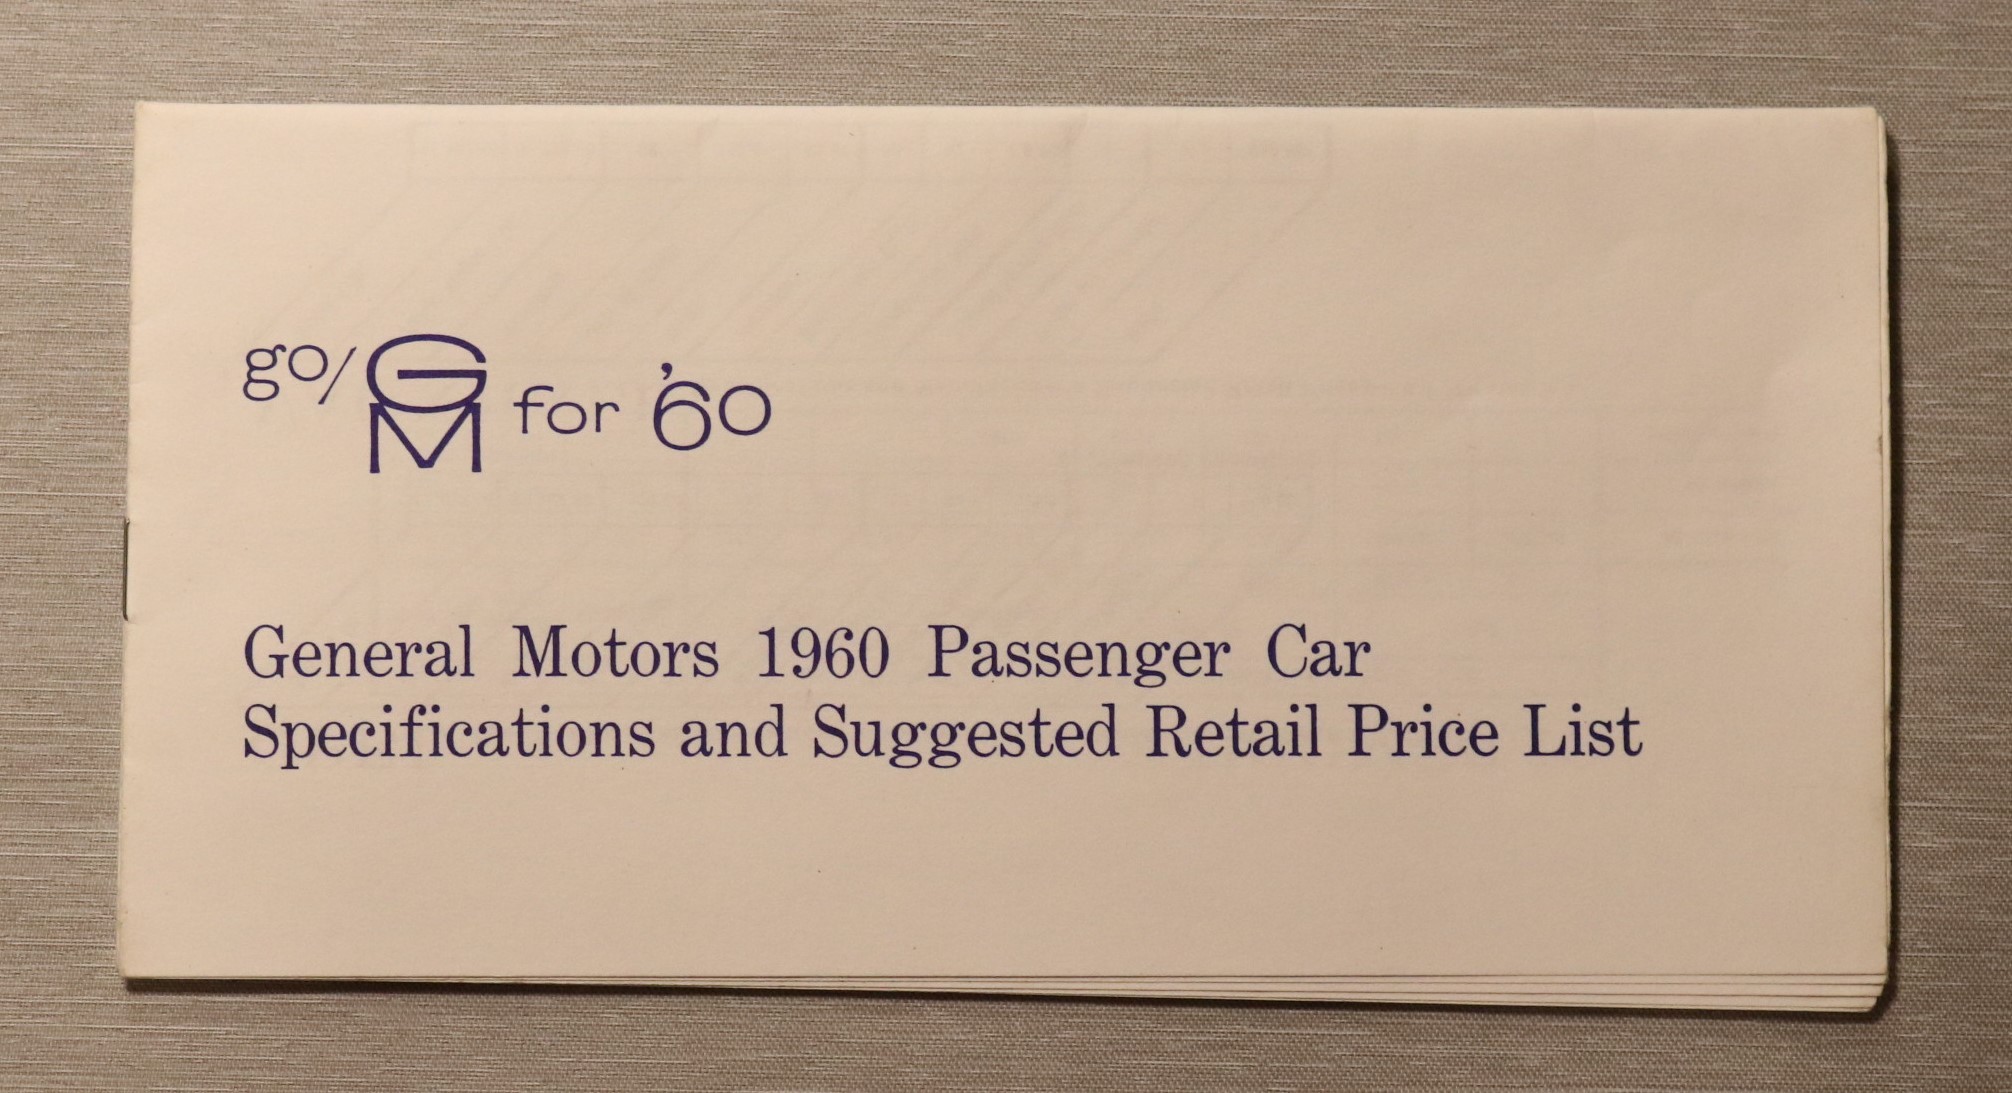 go/GM for '60
General Motors 1960 Passenger Car
Specifications and Suggested Retail Price List